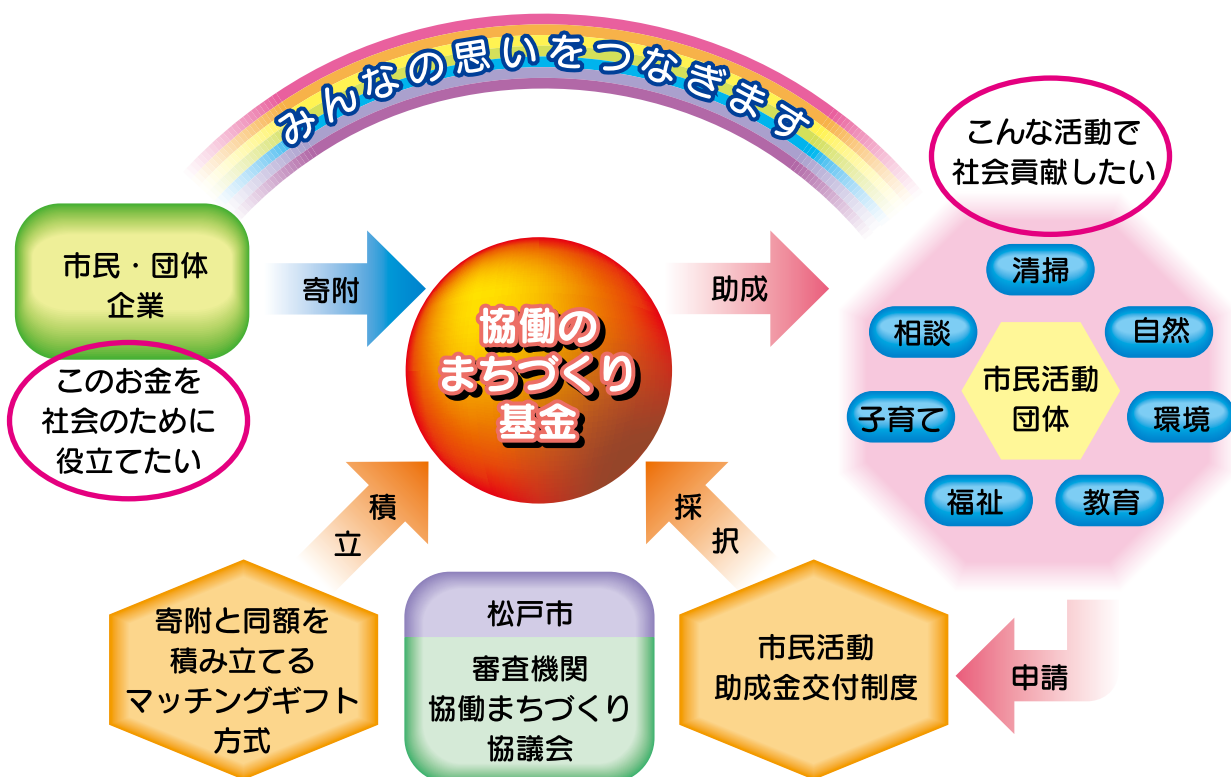 みんなの思いをつなぎます
こんな活動で
社会貢献したい
市民・団体
企業
寄附
協働の
まちづくり
基金
助成
清掃
相談
自然
子育て
市民活動
団体
環境
福祉
教育
このお金を
社会のために
役立てたい
積立
採択
寄附と同額を
積み立てる
マッチングギフト
方式
松戸市
審査機関
協働まちづくり
協議会
市民活動
助成金交付制度
申請